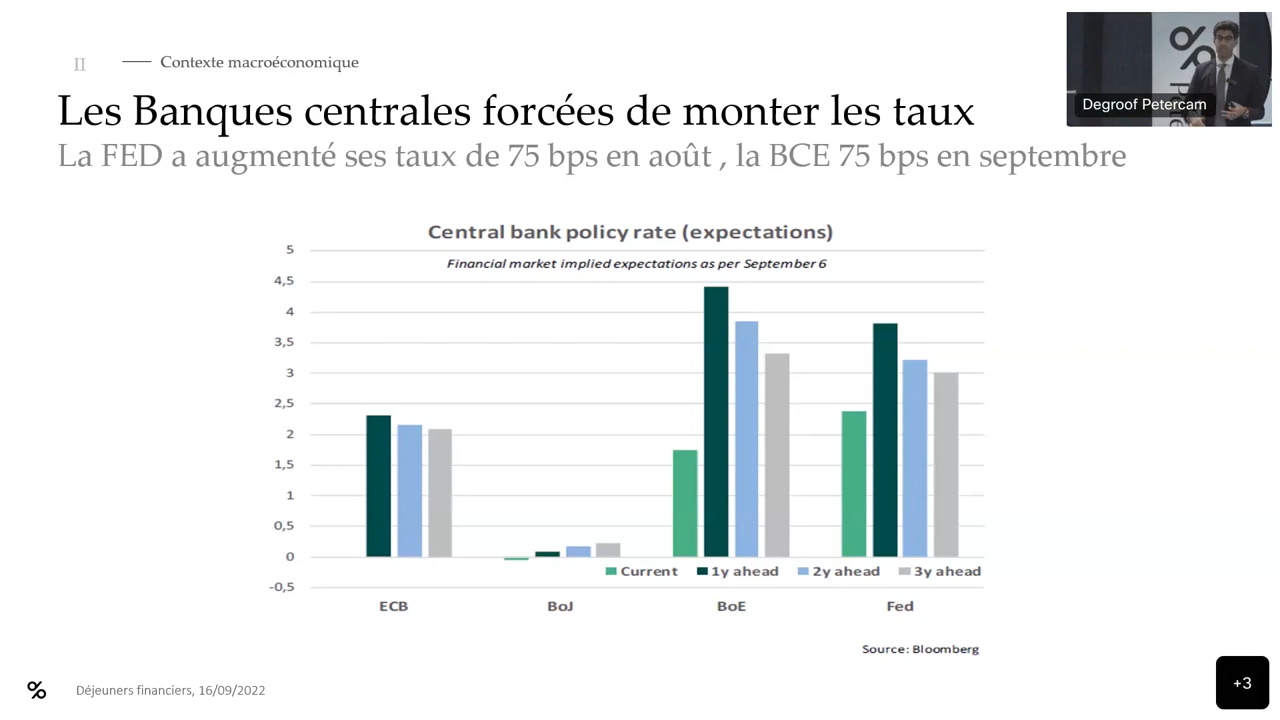 II
Contexte macroéconomique
Les Banques centrales forcées de monter les taux
La FED a augmenté ses taux de 75 bps en août , la BCE 75 bps en septembre
Degroof Petercam
Central bank policy rate (expectations)
Financial market implied expectations as per September 6
5
4,5
4
3,5
3
2,5
2
1,5
1
0,5
0
-0,5
Current
1y ahead
2y ahead
3y ahead
ECB
BoJ
BoE
Fed
Source: Bloomberg
Déjeuners financiers, 16/09/2022
+3